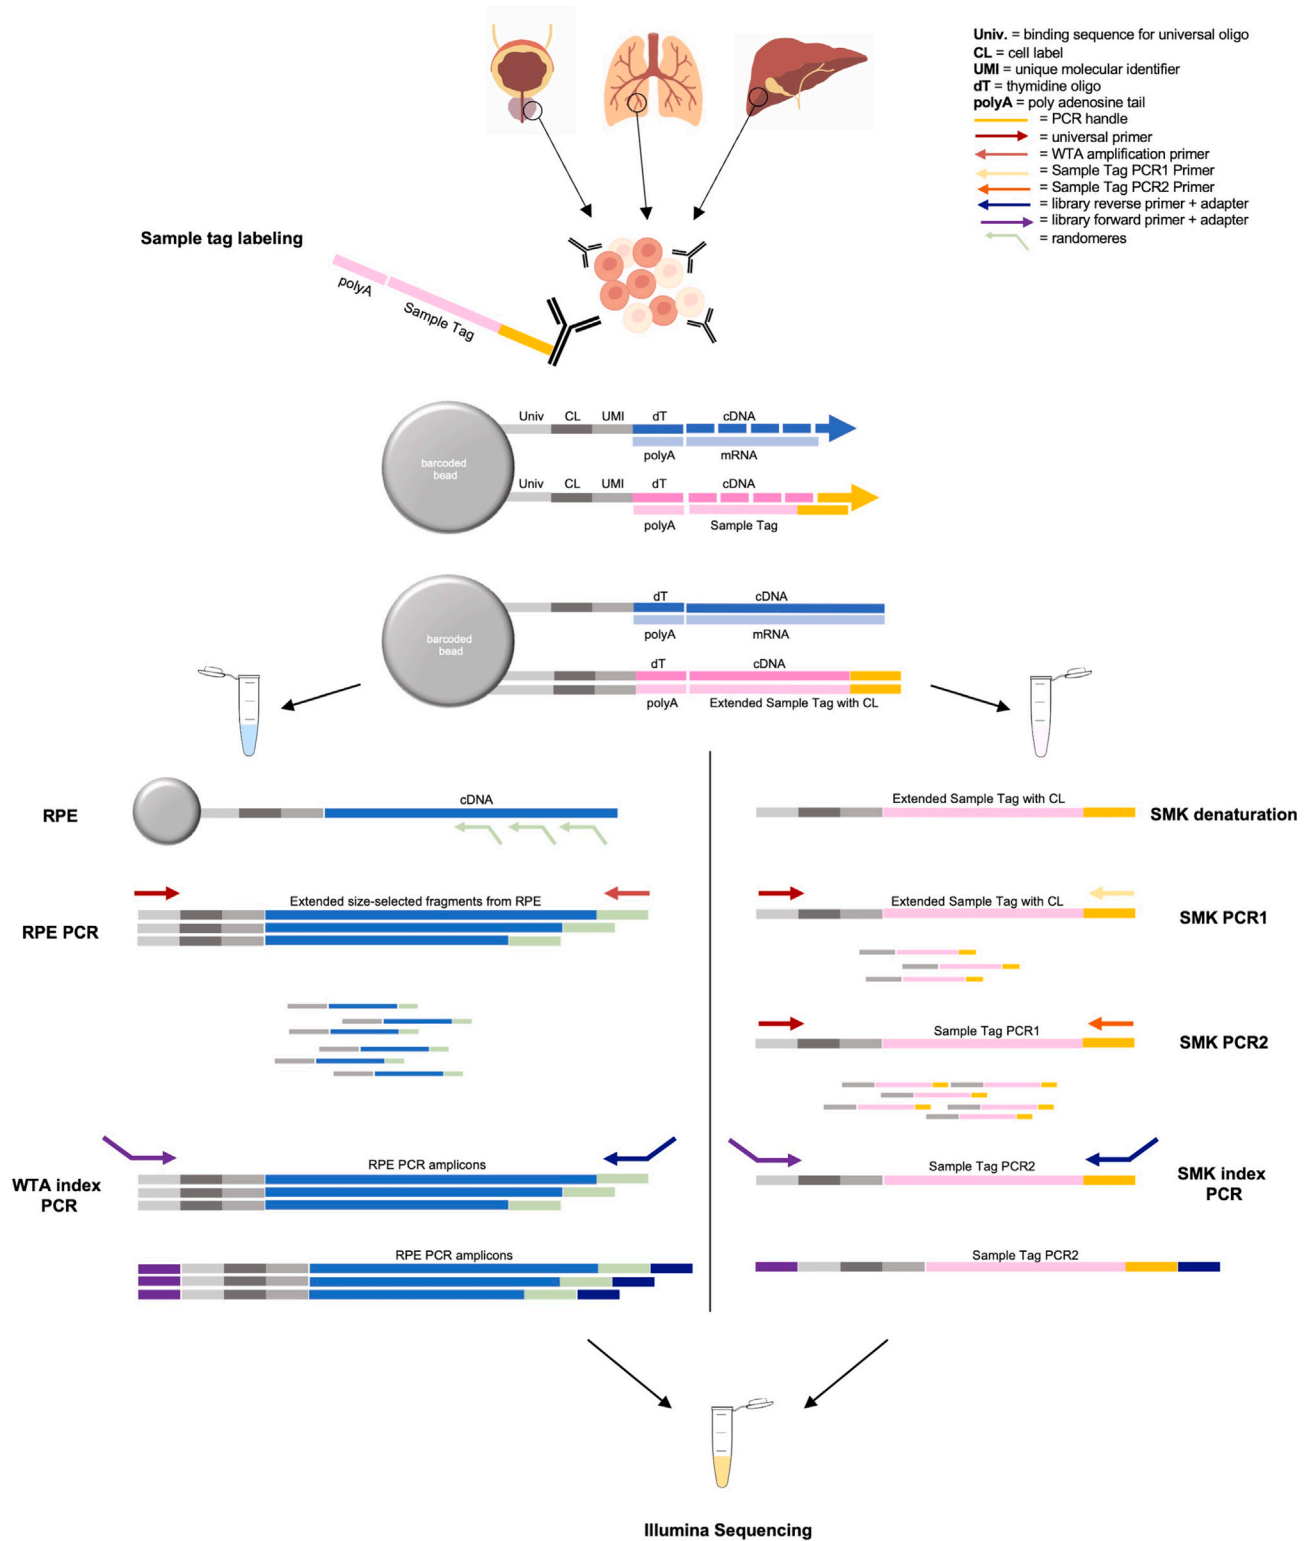 Univ. = binding sequence for universal oligo
CL = cell label
UMI = unique molecular identifier
dT = thymidine oligo
polyA = poly adenosine tail
= PCR handle
= universal primer
= WTA amplification primer
= Sample Tag PCR1 Primer
= Sample Tag PCR2 Primer
= library reverse primer + adapter
= library forward primer + adapter
= randomeres
Sample tag labeling
polyA
Sample Tag
Univ CL UMI dT cDNA
barcoded
bead
polyA mRNA
Univ CL UMI dT cDNA
polyA Sample Tag
dT cDNA
barcoded
bead
polyA mRNA
dT cDNA
polyA Extended Sample Tag with CL
RPE
cDNA
Extended Sample Tag with CL
SMK denaturation
RPE PCR
Extended size-selected fragments from RPE
Extended Sample Tag with CL
SMK PCR1
Sample Tag PCR1
SMK PCR2
WTA index
PCR
RPE PCR amplicons
Sample Tag PCR2
SMK index
PCR
RPE PCR amplicons
Sample Tag PCR2
Illumina Sequencing